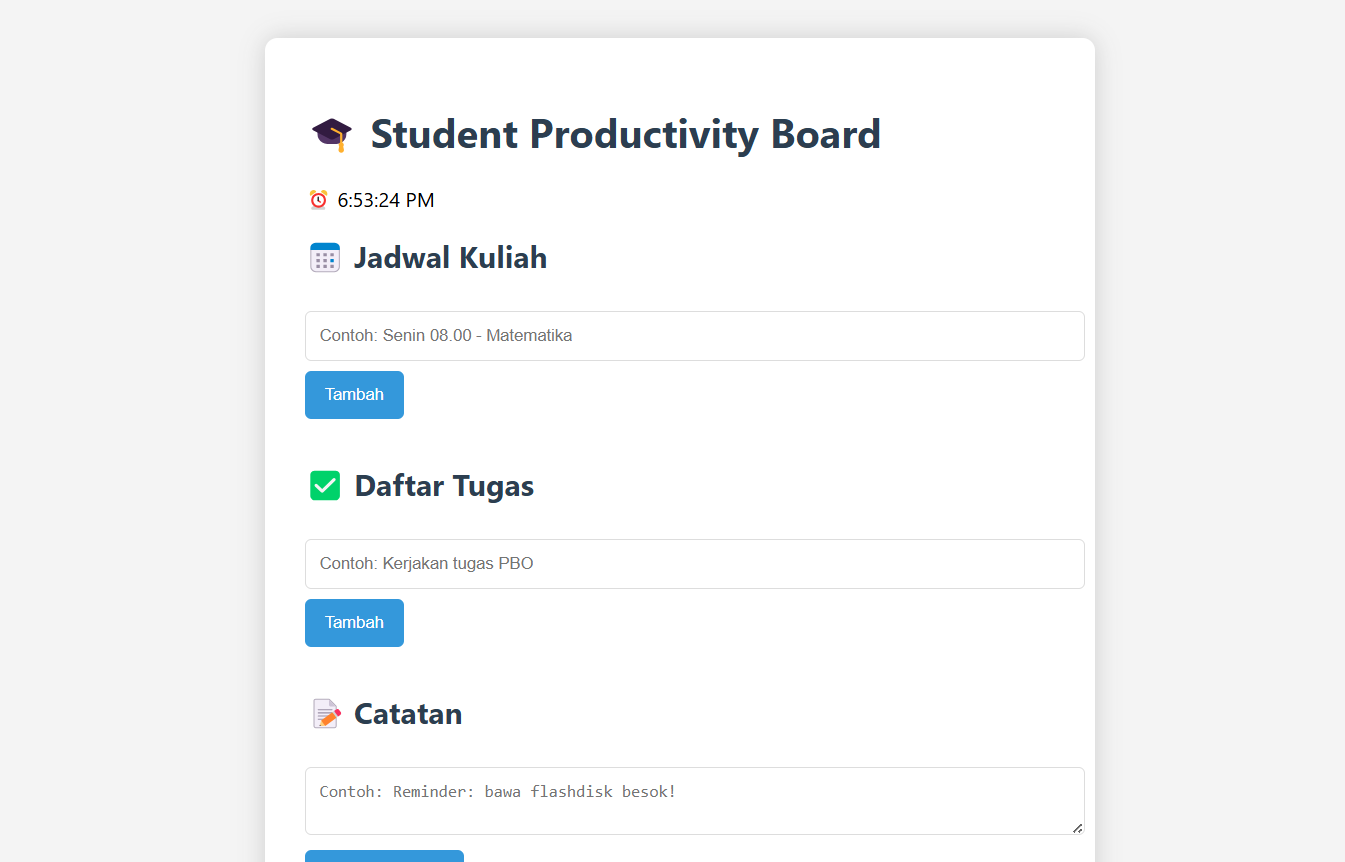 🎓 Student Productivity Board
⏰ 6:53:24 PM
📅 Jadwal Kuliah
Contoh: Senin 08.00 - Matematika
Tambah
✅ Daftar Tugas
Contoh: Kerjakan tugas PBO
Tambah
📝 Catatan
Contoh: Reminder: bawa flashdisk besok!